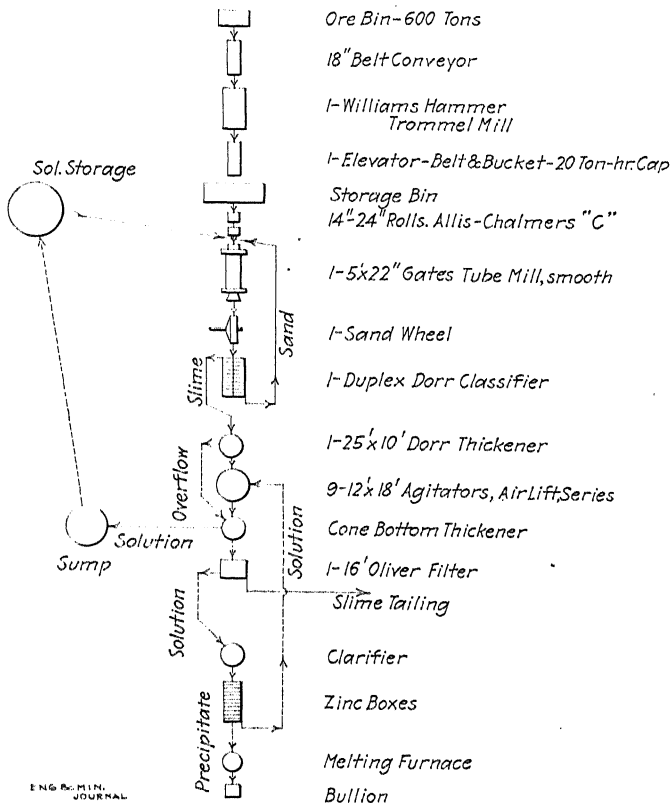 Ore Bin-600 Tons
18" Belt Conveyor
1-Williams Hammer
Trommel Mill
1-Elevator-Belt & Bucket-20 Ton-hr. Cap
Sol. Storage
Storage Bin
14"-24" Rolls. Allis-Chalmers "C"
1-5'x22" Gates Tube Mill, smooth
Sand
1-Sand Wheel
Slime
1-Duplex Dorr Classifier
1-25'x10' Dorr Thickener
Overflow
9-12'x18' Agitators, Air Lift, Series
Solution
Cone Bottom Thickener
Solution
Sump
1-16' Oliver Filter
Slime Tailing
Solution
Clarifier
Zinc Boxes
Precipitate
Melting Furnace
Bullion
ENG. & MIN.
JOURNAL